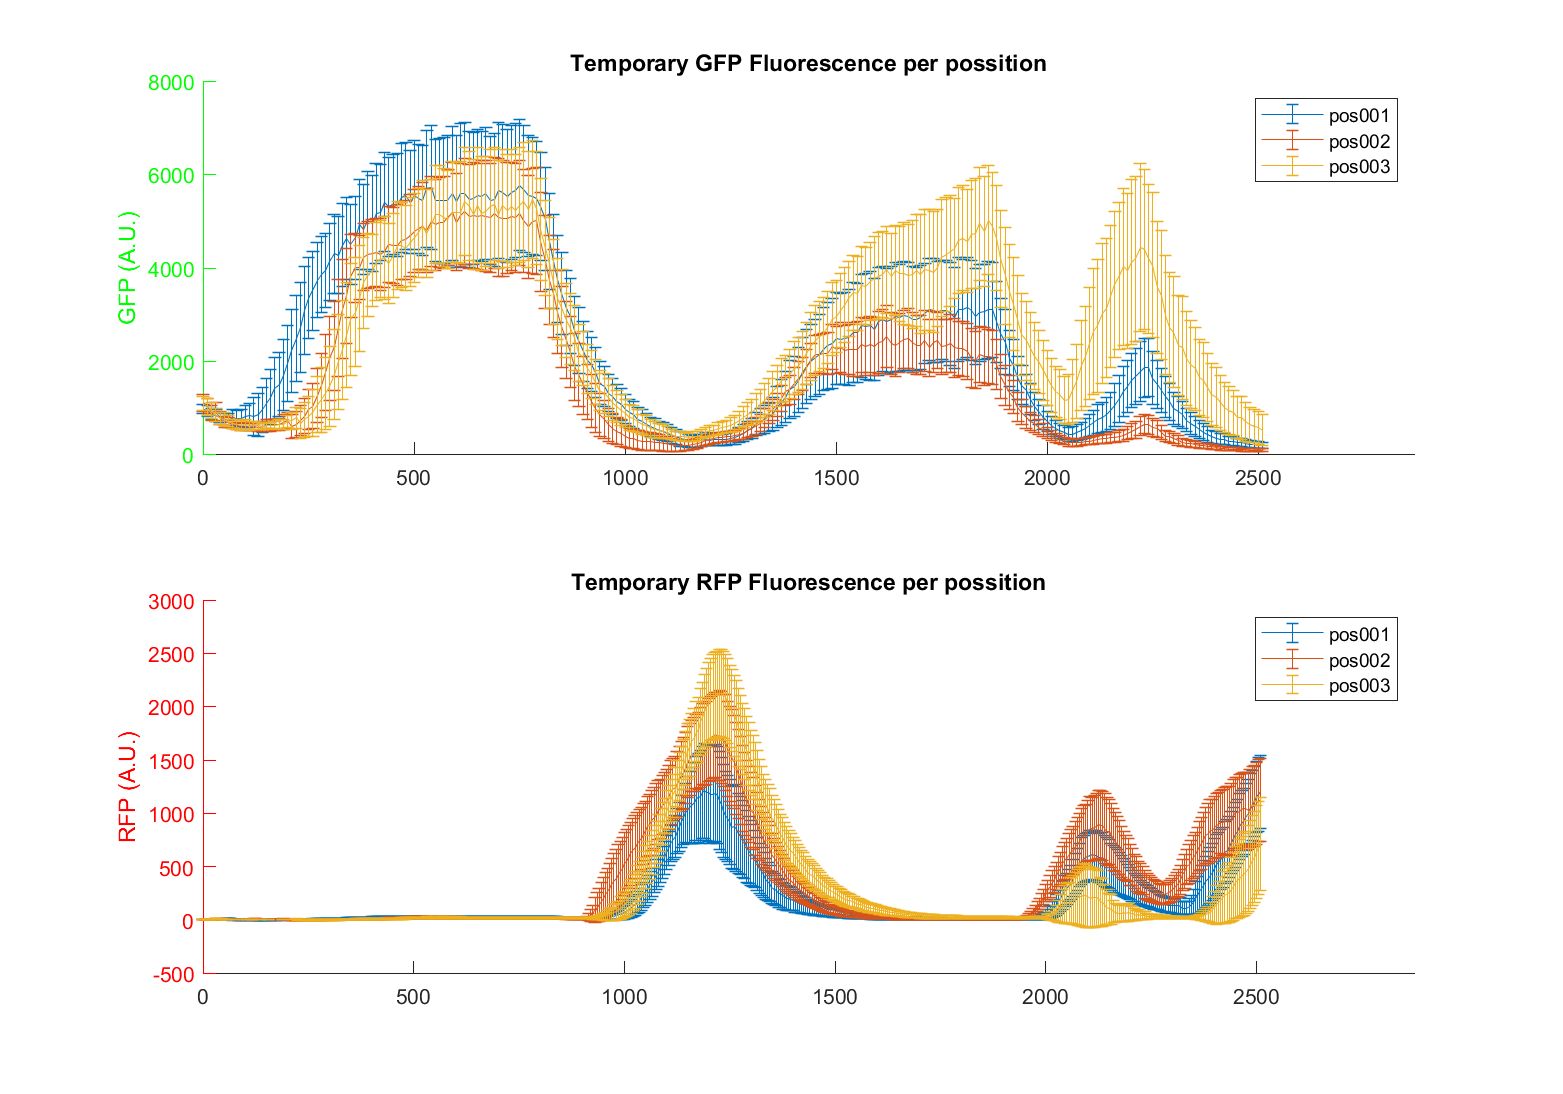 Temporary GFP Fluorescence per possition
8000
6000
4000
2000
0
GFP (A.U.)
0 500 1000 1500 2000 2500
pos001
pos002
pos003
Temporary RFP Fluorescence per possition
3000
2500
2000
1500
1000
500
0
-500
RFP (A.U.)
0 500 1000 1500 2000 2500
pos001
pos002
pos003